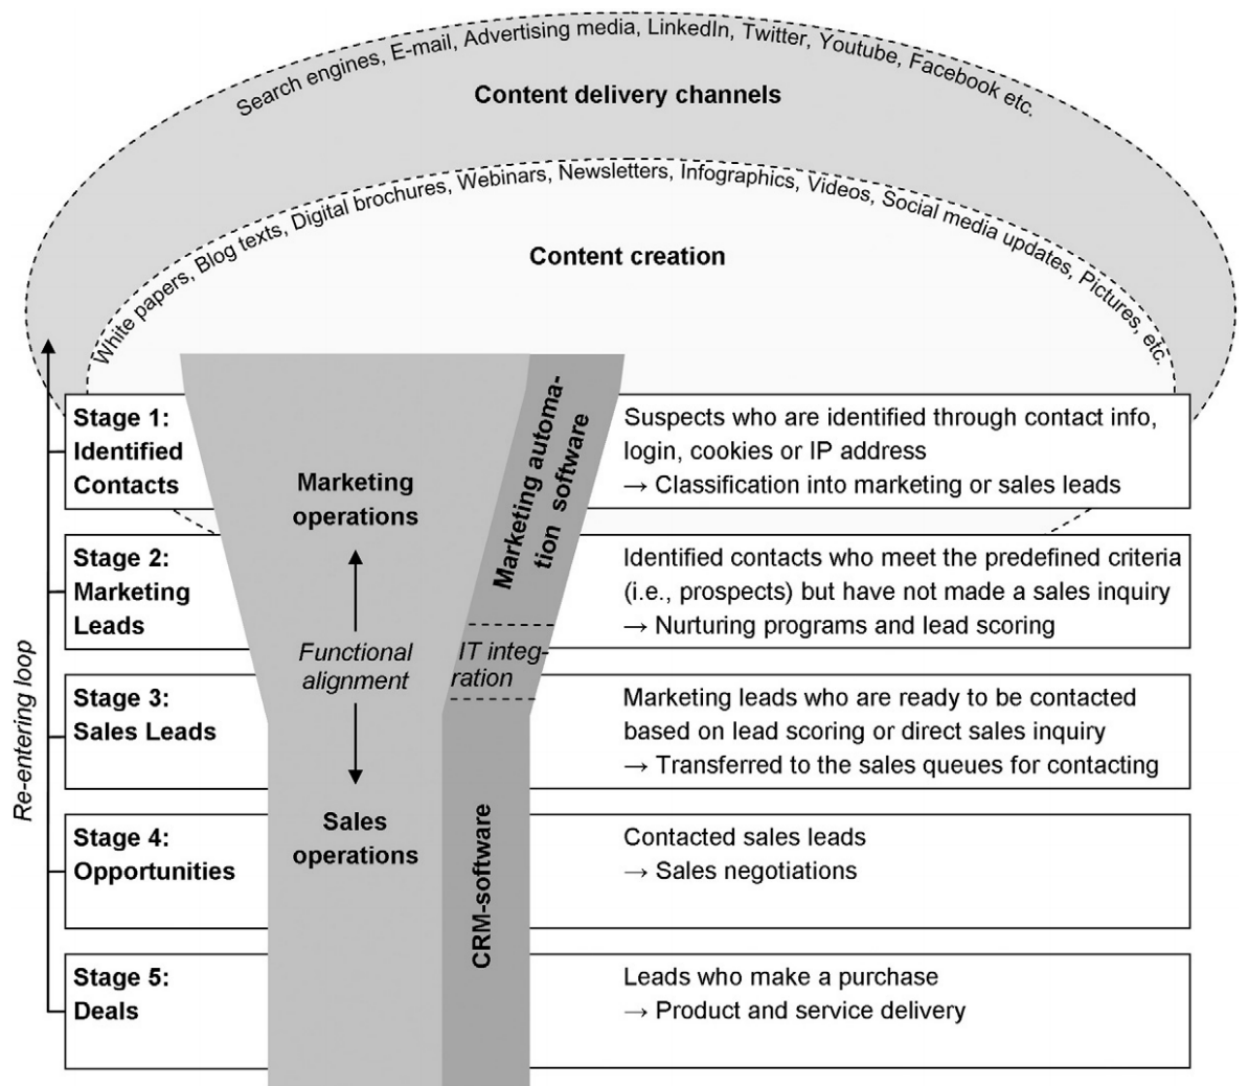 Search engines, E-mail, Advertising media, LinkedIn, Twitter, Youtube, Facebook etc.
Content delivery channels
White papers, Blog texts, Digital brochures, Webinars, Newsletters, Infographics, Videos, Social media updates, Pictures, etc.
Content creation
Re-entering loop
Stage 1:
Identified
Contacts
Marketing
operations
Marketing automa-
tion software
Suspects who are identified through contact info,
login, cookies or IP address
→ Classification into marketing or sales leads
Stage 2:
Marketing
Leads
Functional
alignment
IT integ-
ration
Identified contacts who meet the predefined criteria
(i.e., prospects) but have not made a sales inquiry
→ Nurturing programs and lead scoring
Stage 3:
Sales Leads
Marketing leads who are ready to be contacted
based on lead scoring or direct sales inquiry
→ Transferred to the sales queues for contacting
Stage 4:
Opportunities
Sales
operations
CRM-software
Contacted sales leads
→ Sales negotiations
Stage 5:
Deals
Leads who make a purchase
→ Product and service delivery